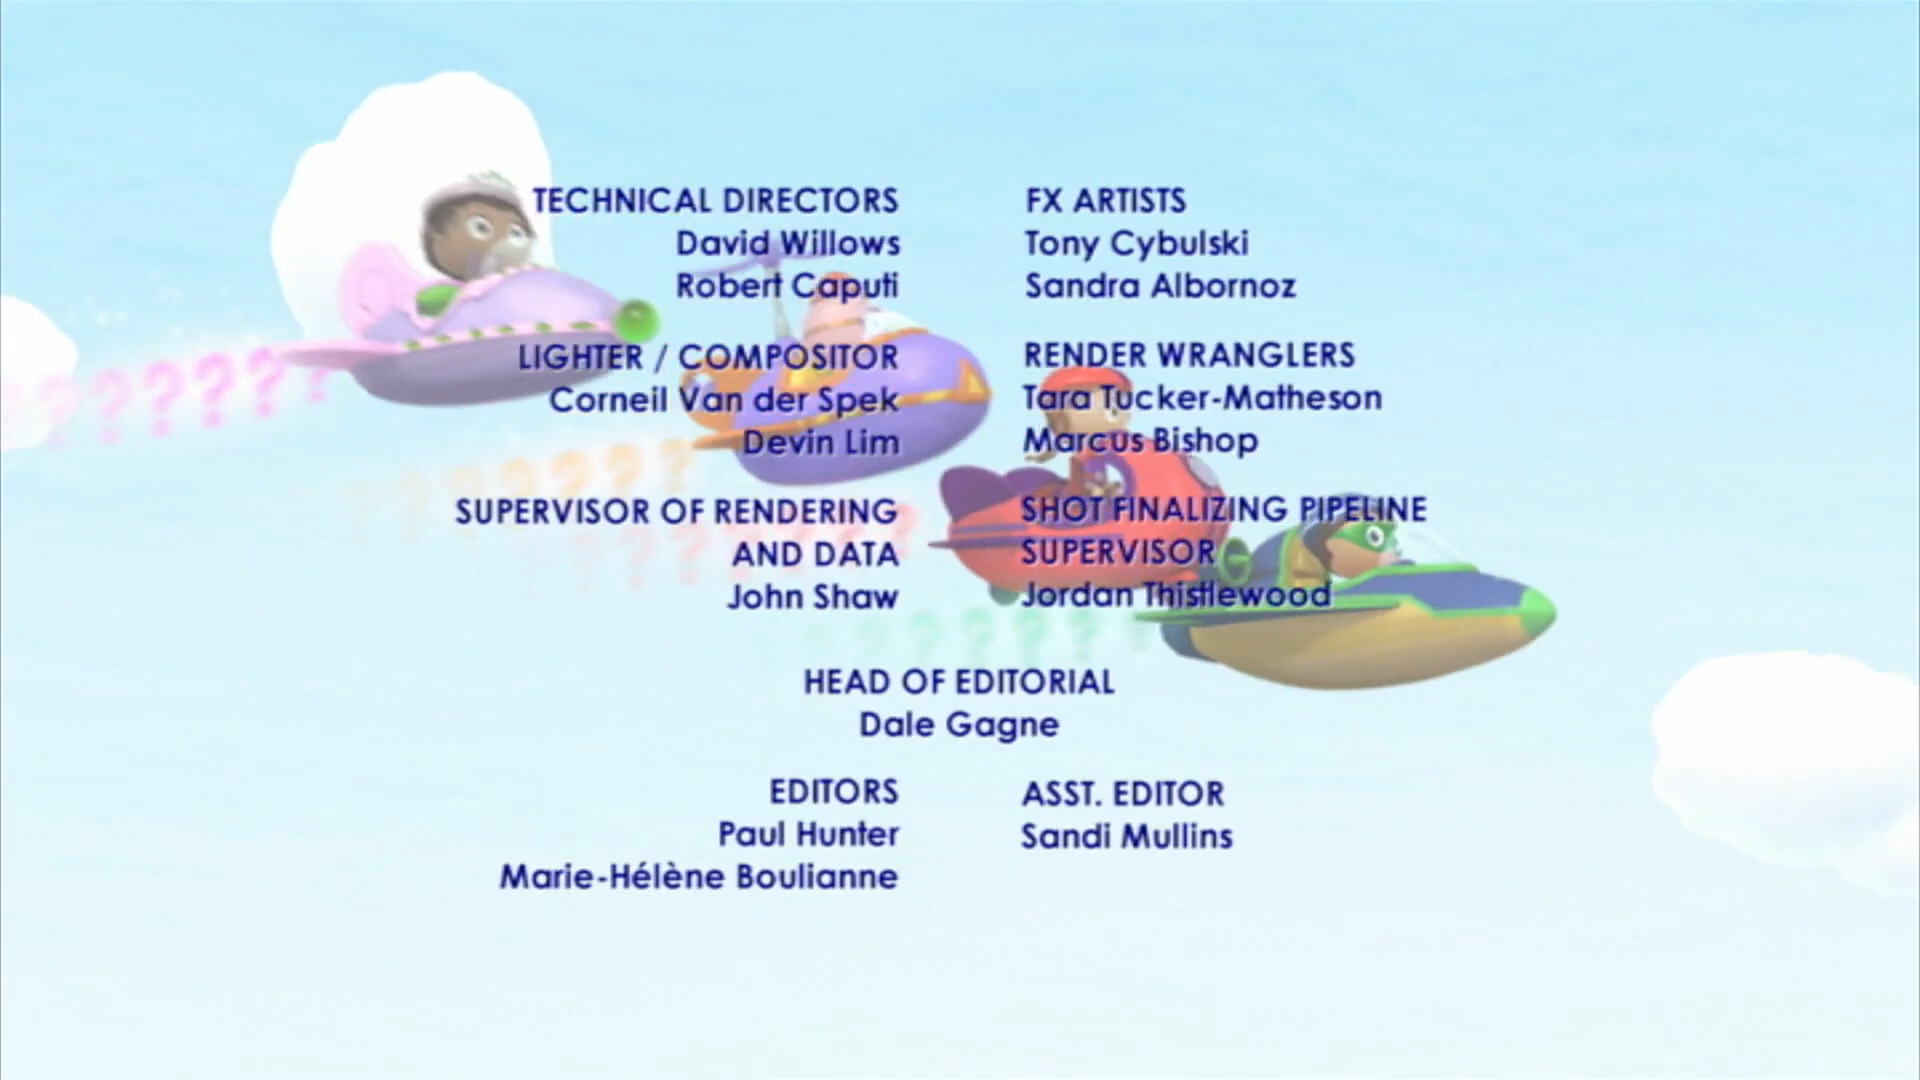 TECHNICAL DIRECTORS
David Willows
Robert Caputi
FX ARTISTS
Tony Cybulski
Sandra Albornoz
LIGHTER / COMPOSITOR
Corneil Van der Spek
Devin Lim
RENDER WRANGLERS
Tara Tucker-Matheson
Marcus Bishop
SUPERVISOR OF RENDERING
AND DATA
John Shaw
SHOT FINALIZING PIPELINE
SUPERVISOR
Jordan Thistlewood
HEAD OF EDITORIAL
Dale Gagne
EDITORS
Paul Hunter
Marie-Hélène Boulianne
ASST. EDITOR
Sandi Mullins